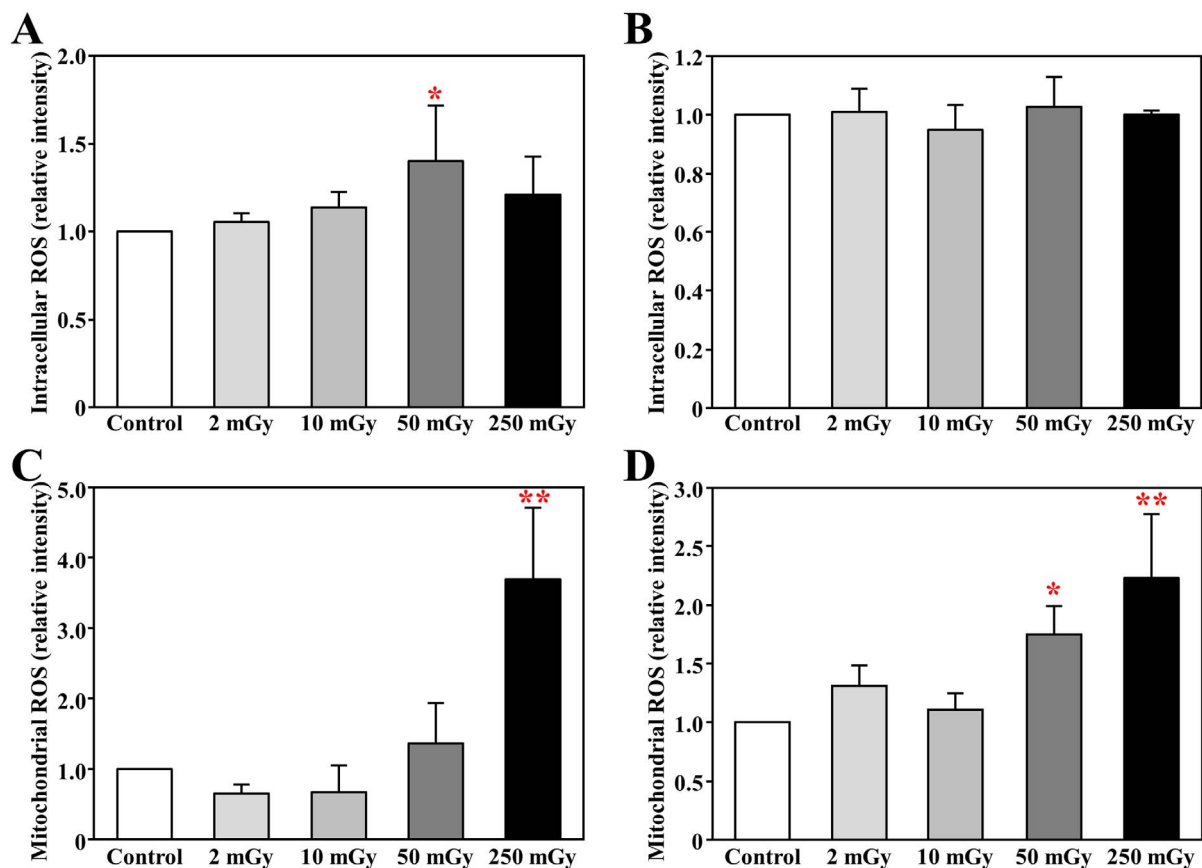 A
Intracellular ROS (relative intensity)
2.0
1.5
1.0
0.5
0
*
Control 2 mGy 10 mGy 50 mGy 250 mGy
B
Intracellular ROS (relative intensity)
1.2
1.0
0.8
0.6
0.4
0.2
0
Control 2 mGy 10 mGy 50 mGy 250 mGy
C
Mitochondrial ROS (relative intensity)
5.0
4.0
3.0
2.0
1.0
0
**
Control 2 mGy 10 mGy 50 mGy 250 mGy
D
Mitochondrial ROS (relative intensity)
3.0
2.5
2.0
1.5
1.0
0.5
0
*
**
Control 2 mGy 10 mGy 50 mGy 250 mGy